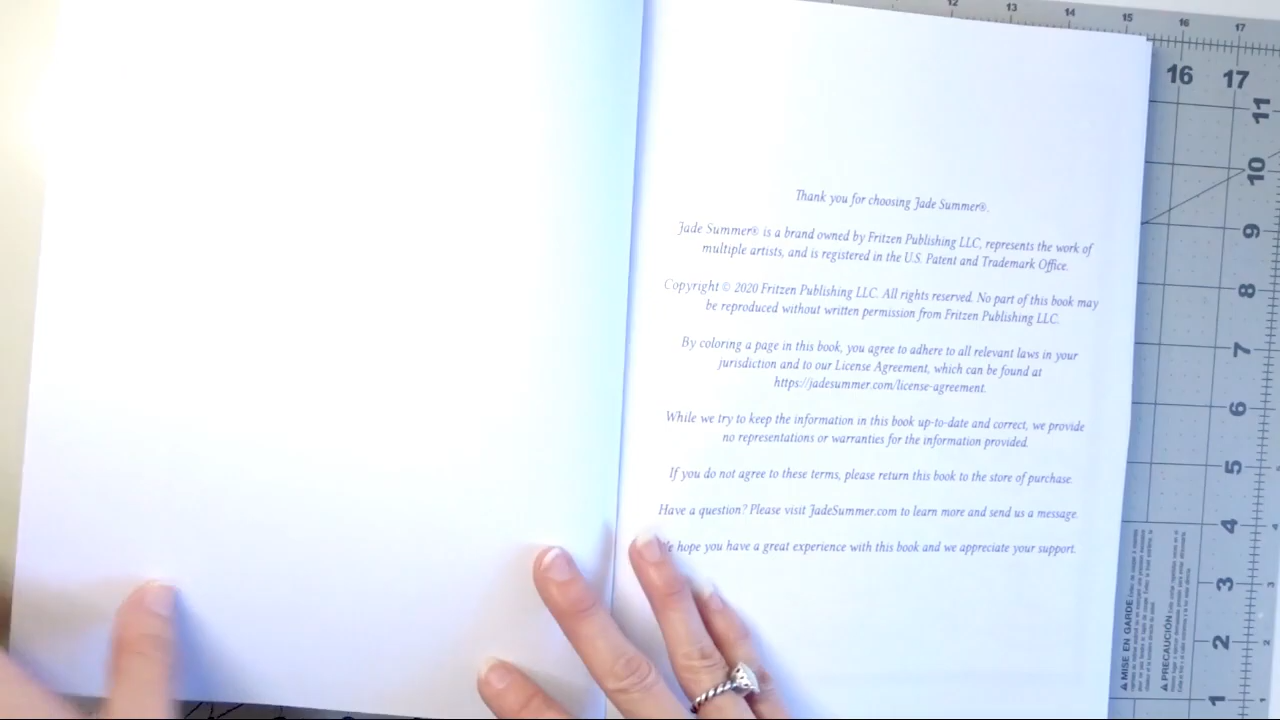 Thank you for choosing Jade Summer®.
Jade Summer® is a brand owned by Fritzen Publishing LLC, represents the work of
multiple artists, and is registered in the U.S. Patent and Trademark Office.
Copyright © 2020 Fritzen Publishing LLC. All rights reserved. No part of this book may
be reproduced without written permission from Fritzen Publishing LLC.
By coloring a page in this book, you agree to adhere to all relevant laws in your
jurisdiction and to our License Agreement, which can be found at
https://jadesummer.com/license-agreement.
While we try to keep the information in this book up-to-date and correct, we provide
no representations or warranties for the information provided.
If you do not agree to these terms, please return this book to the store of purchase.
Have a question? Please visit JadeSummer.com to learn more and send us a message.
hope you have a great experience with this book and we appreciate your support.
12 13 14 15 16 17
16 17
11
10
9
8
7
6
5
4
3
2
1
MISE EN GARDE
PRECAUCIÓN